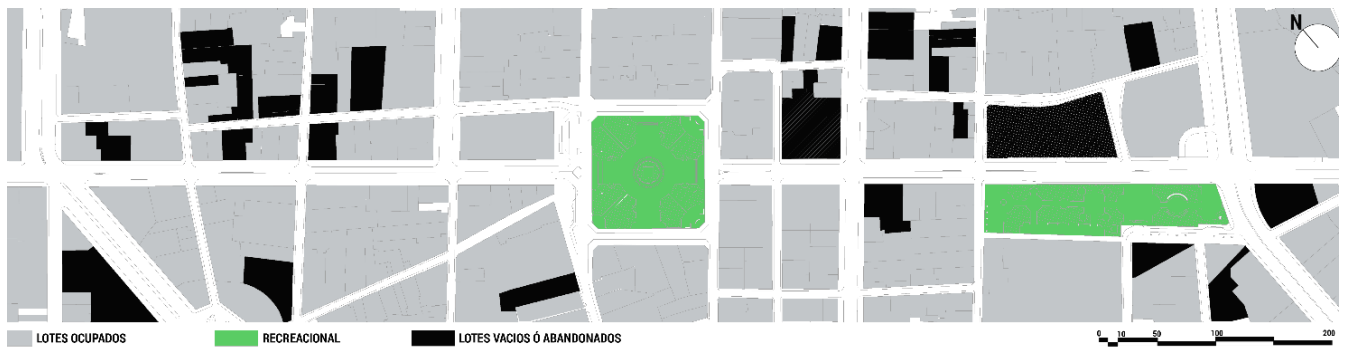 N
LOTES OCUPADOS
RECREACIONAL
LOTES VACIOS Ó ABANDONADOS
0 10 50 100 200